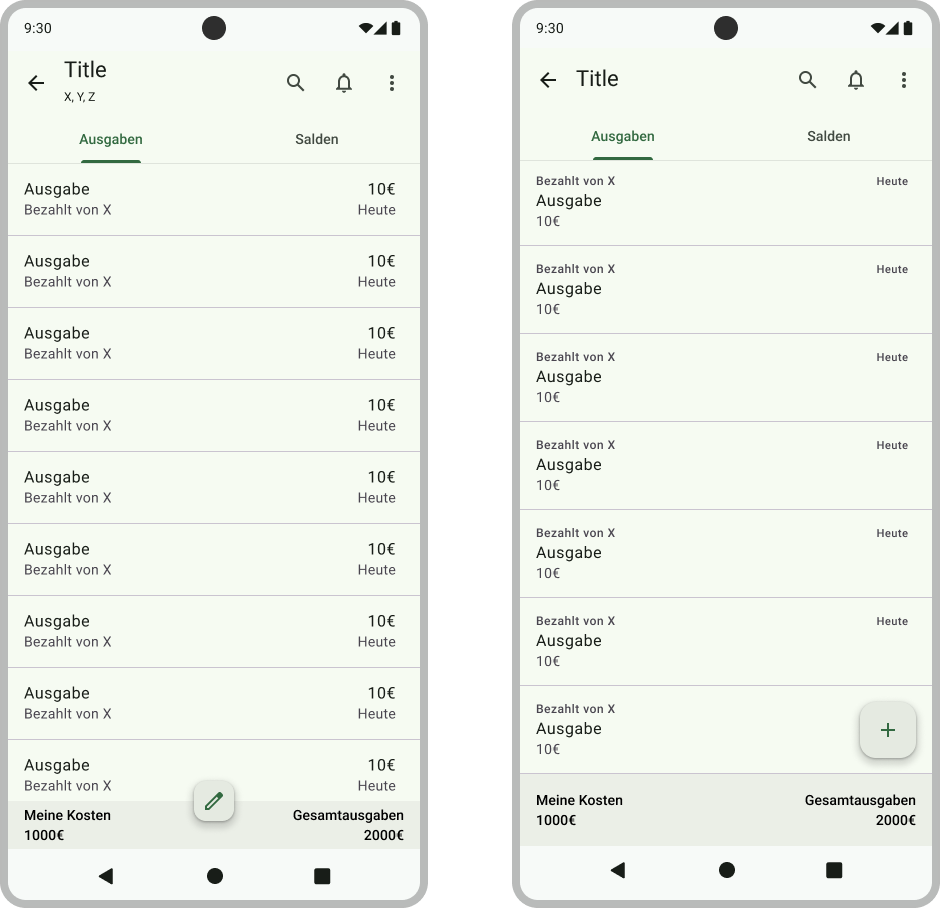 9:30
Title
X, Y, Z
Ausgaben Salden
Ausgabe 10€
Bezahlt von X Heute
Ausgabe 10€
Bezahlt von X Heute
Ausgabe 10€
Bezahlt von X Heute
Ausgabe 10€
Bezahlt von X Heute
Ausgabe 10€
Bezahlt von X Heute
Ausgabe 10€
Bezahlt von X Heute
Ausgabe 10€
Bezahlt von X Heute
Ausgabe 10€
Bezahlt von X Heute
Ausgabe 10€
Bezahlt von X Heute
Meine Kosten Gesamtausgaben
1000€ 2000€
9:30
Title
Ausgaben Salden
Bezahlt von X Heute
Ausgabe
10€
Bezahlt von X Heute
Ausgabe
10€
Bezahlt von X Heute
Ausgabe
10€
Bezahlt von X Heute
Ausgabe
10€
Bezahlt von X Heute
Ausgabe
10€
Bezahlt von X Heute
Ausgabe
10€
Bezahlt von X
Ausgabe
10€
Meine Kosten Gesamtausgaben
1000€ 2000€